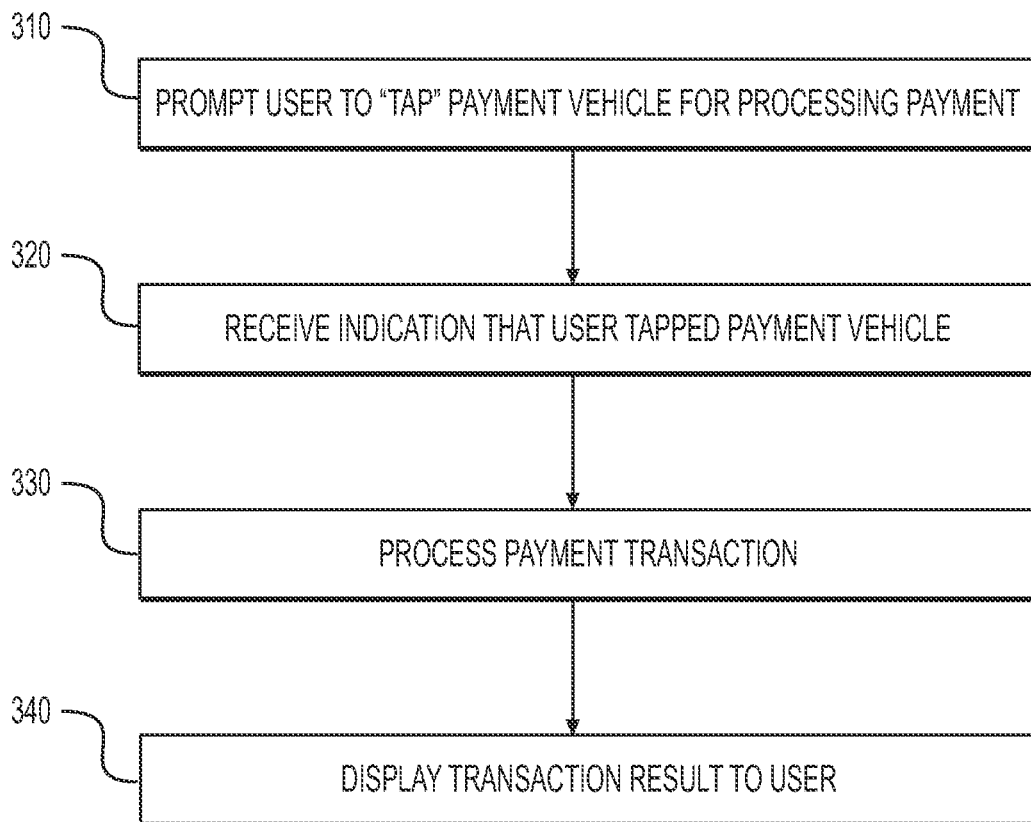 310
PROMPT USER TO “TAP” PAYMENT VEHICLE FOR PROCESSING PAYMENT
320
RECEIVE INDICATION THAT USER TAPPED PAYMENT VEHICLE
330
PROCESS PAYMENT TRANSACTION
340
DISPLAY TRANSACTION RESULT TO USER